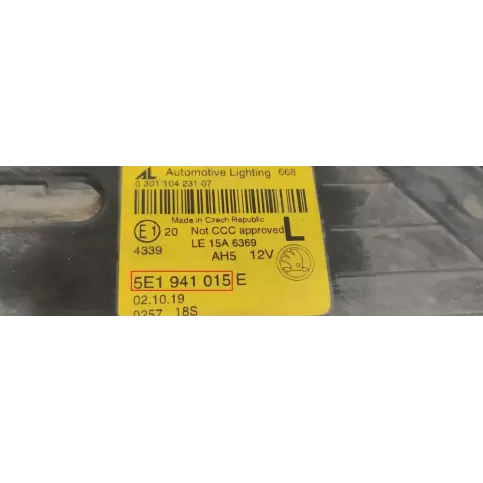 AL Automotive Lighting 668
0 301 104 231 07
Made in Czech Republic
E1 20 Not CCC approved L
4339 LE 15A 6369
AH5 12V
5E1 941 015 E
02.10.19
0257 18S